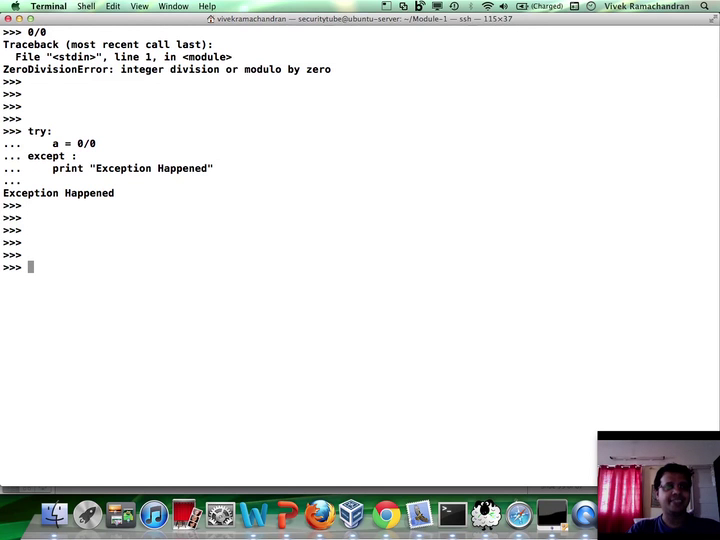 Terminal Shell Edit View Window Help (Charged) Vivek Ramachandran
vivekramachandran — securitytube@ubuntu-server: ~/Module-1 — ssh — 115×37
>>> 0/0
Traceback (most recent call last):
  File "<stdin>", line 1, in <module>
ZeroDivisionError: integer division or modulo by zero
>>>
>>>
>>>
>>>
>>> try:
...     a = 0/0
... except :
...     print "Exception Happened"
...
Exception Happened
>>>
>>>
>>>
>>>
>>>
>>>